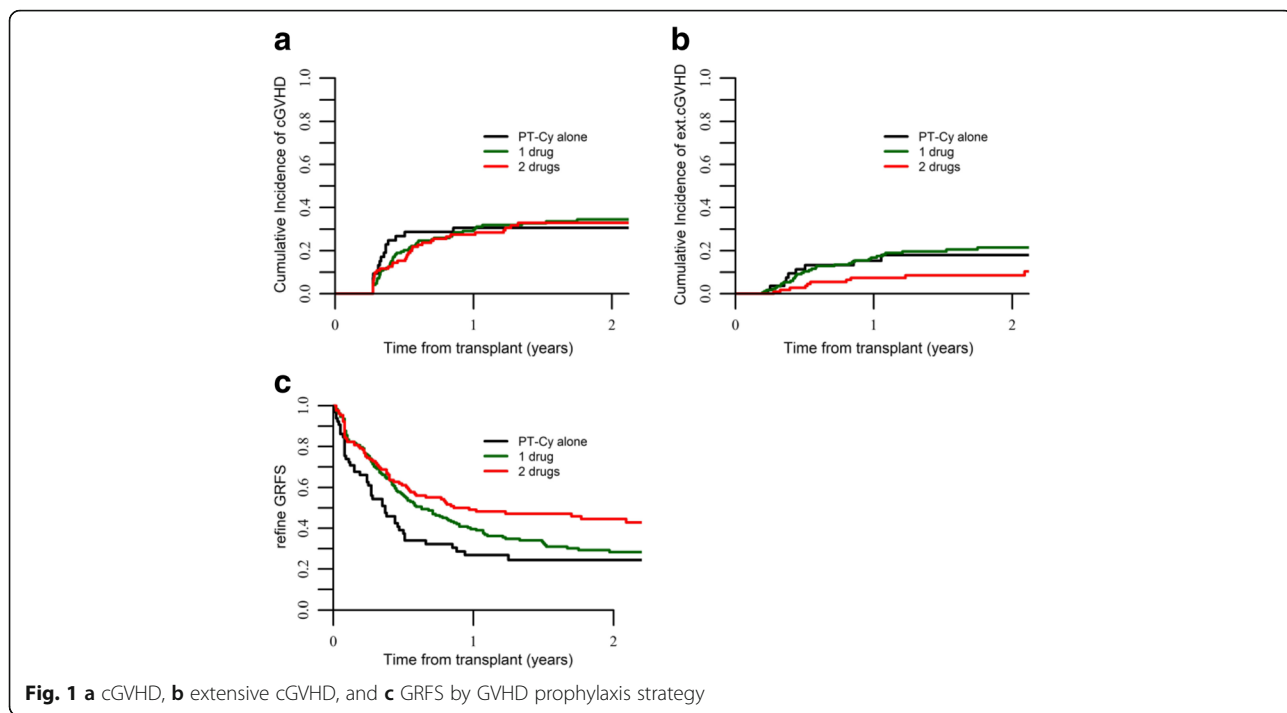 a
Cumulative Incidence of cGVHD
0.0 0.2 0.4 0.6 0.8 1.0
PT-Cy alone
1 drug
2 drugs
0 1 2
Time from transplant (years)
b
Cumulative Incidence of ext.cGVHD
0.0 0.2 0.4 0.6 0.8 1.0
PT-Cy alone
1 drug
2 drugs
0 1 2
Time from transplant (years)
c
refine GRFS
0.0 0.2 0.4 0.6 0.8 1.0
PT-Cy alone
1 drug
2 drugs
0 1 2
Time from transplant (years)
Fig. 1 a cGVHD, b extensive cGVHD, and c GRFS by GVHD prophylaxis strategy